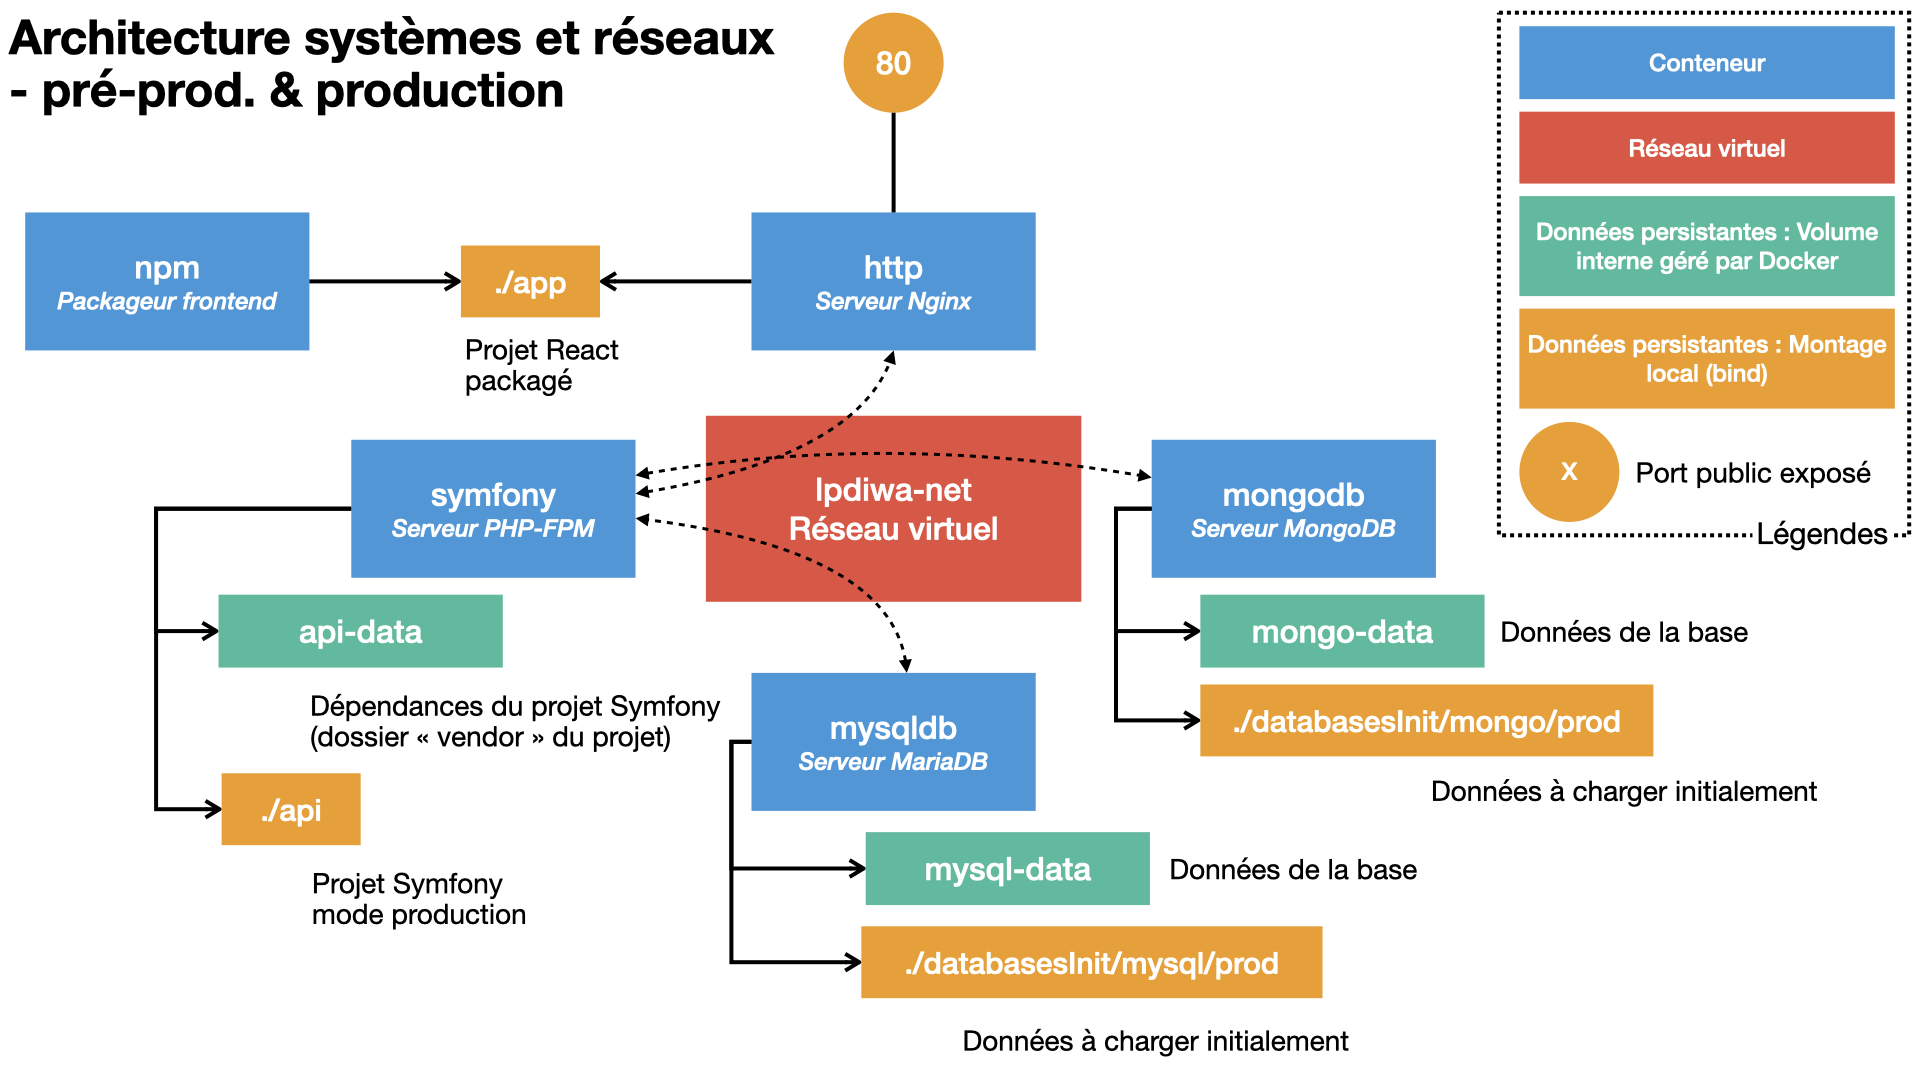 Architecture systèmes et réseaux
- pré-prod. & production
80
Conteneur
Réseau virtuel
Données persistantes : Volume
interne géré par Docker
Données persistantes : Montage
local (bind)
X
Port public exposé
Légendes
npm
Packageur frontend
./app
Projet React
packagé
http
Serveur Nginx
symfony
Serveur PHP-FPM
lpdiwa-net
Réseau virtuel
mongodb
Serveur MongoDB
api-data
Dépendances du projet Symfony
(dossier « vendor » du projet)
./api
Projet Symfony
mode production
mongo-data
Données de la base
./databasesInit/mongo/prod
Données à charger initialement
mysqldb
Serveur MariaDB
mysql-data
Données de la base
./databasesInit/mysql/prod
Données à charger initialement